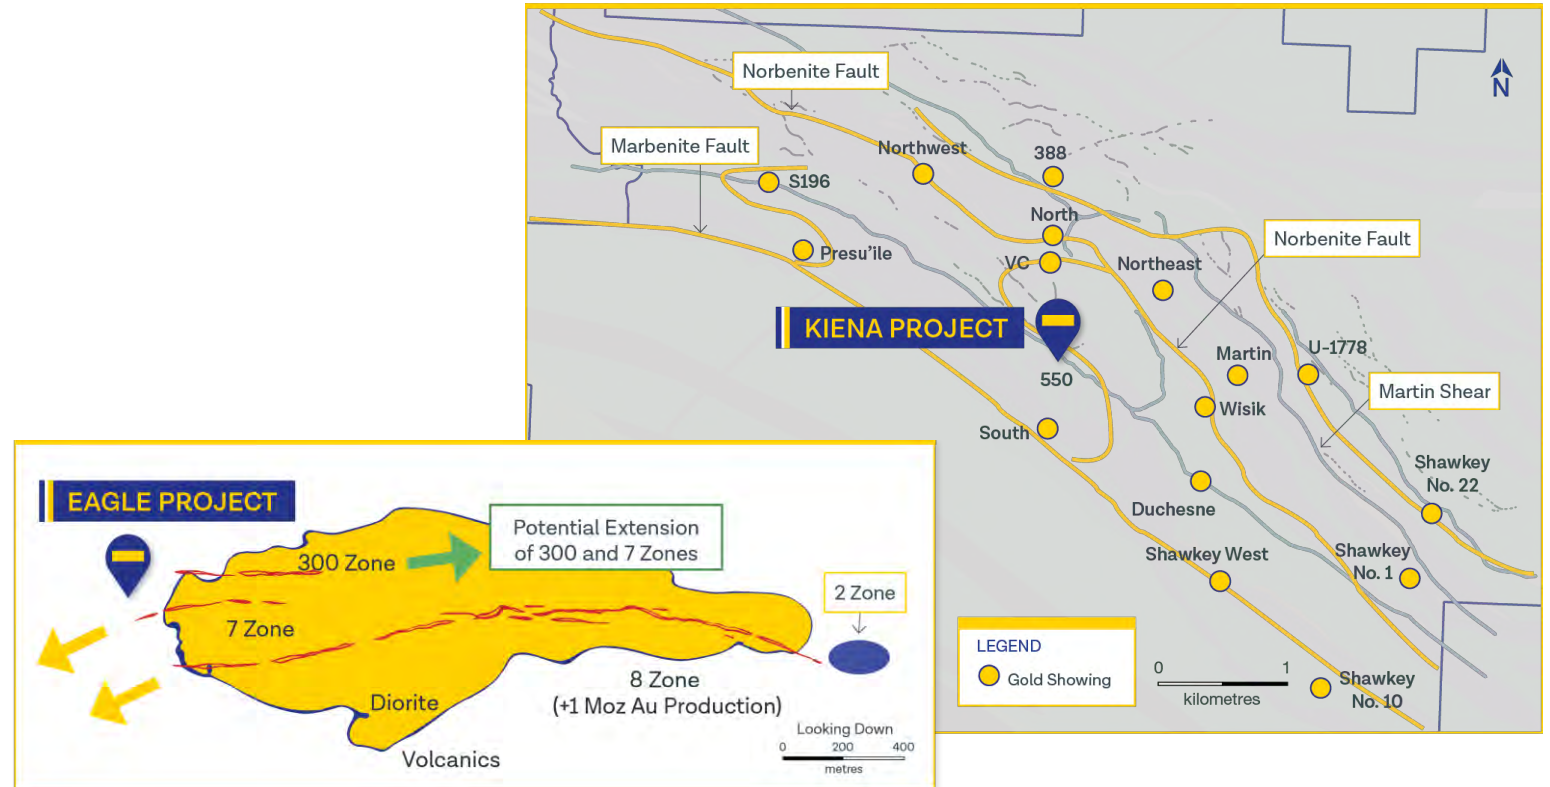 Norbenite Fault
N
Marbenite Fault
Northwest
388
S196
North
Norbenite Fault
Presu'ile
VC
Northeast
KIENA PROJECT
U-1778
Martin
550
Martin Shear
Wisik
South
Shawkey
No. 22
Duchesne
Shawkey West
Shawkey
No. 1
LEGEND
Gold Showing
0 1
kilometres
Shawkey
No. 10
EAGLE PROJECT
Potential Extension
of 300 and 7 Zones
300 Zone
2 Zone
7 Zone
8 Zone
(+1 Moz Au Production)
Diorite
Volcanics
Looking Down
0 200 400
metres